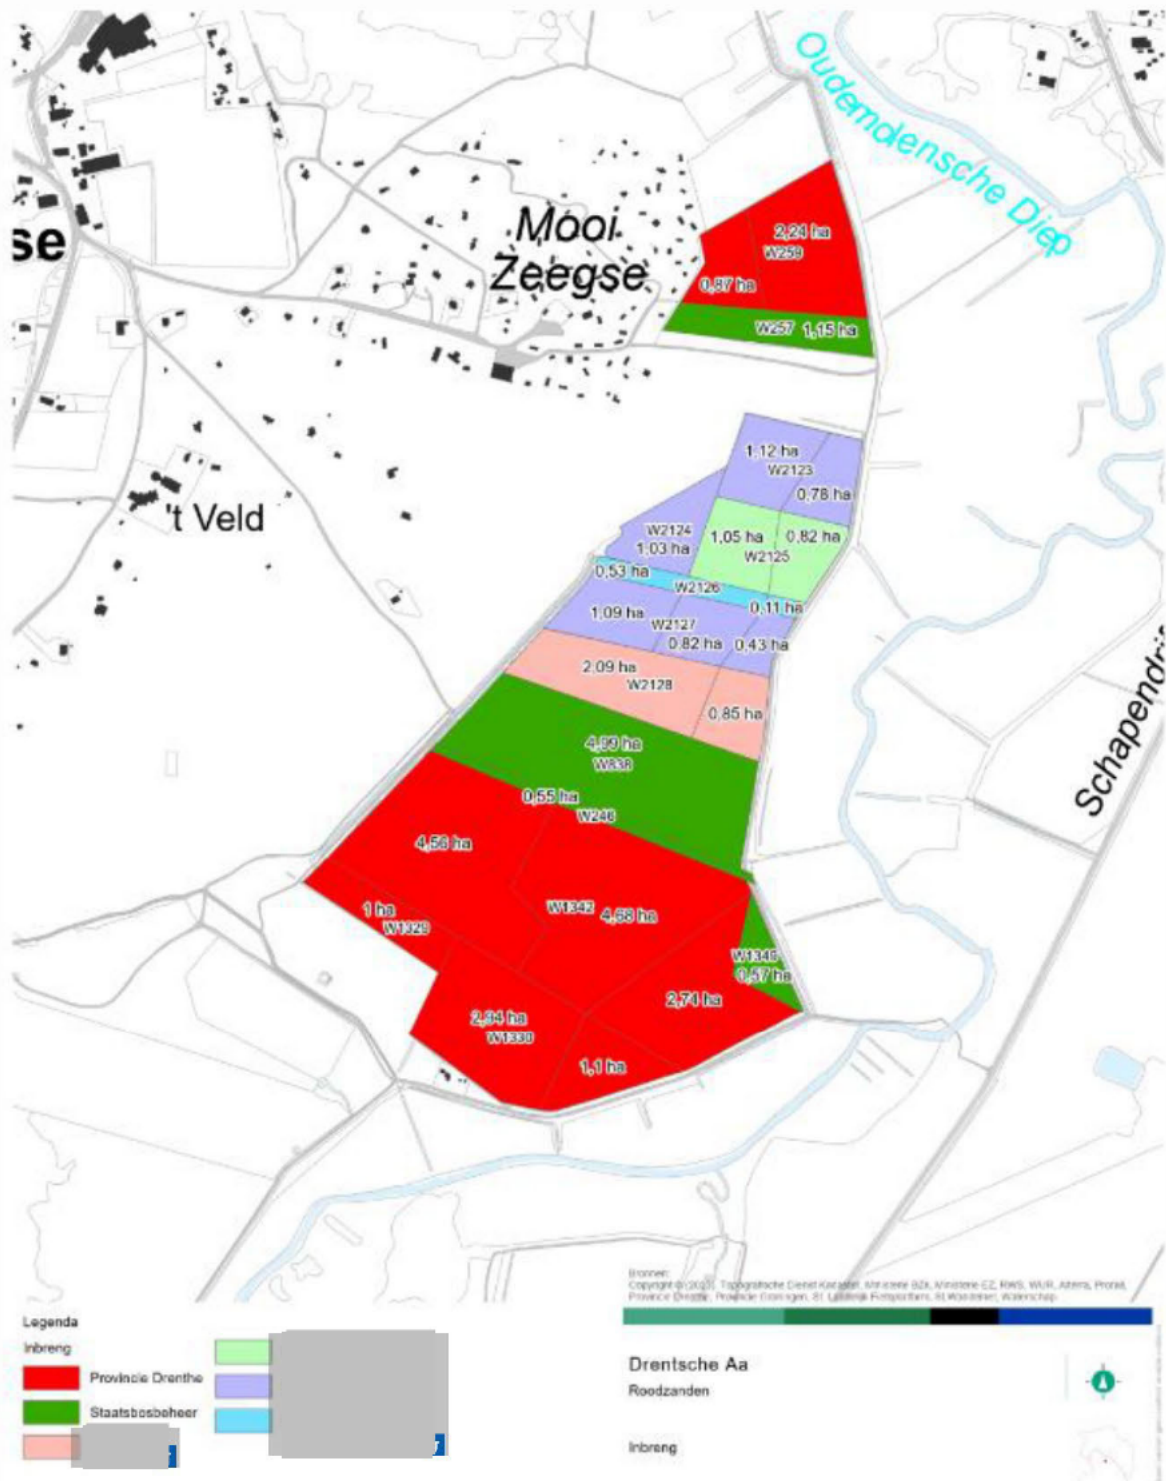 Oudemolensche Diep
se
Mooi
Zeegse
2,24 ha
W259
0,87 ha
W257 1,15 ha
1,12 ha
W2123
0,78 ha
't Veld
W2124
1,03 ha
1,05 ha
0,82 ha
W2125
0,53 ha
W2126
0,11 ha
1,09 ha
W2127
0,82 ha
0,43 ha
2,09 ha
W2128
0,85 ha
Schapendrif
4,99 ha
W838
0,55 ha
W246
4,56 ha
1 ha
W1329
W1342 4,68 ha
W1340
0,57 ha
2,74 ha
2,94 ha
W1330
1,1 ha
Bronnen:
Legenda
Inbreng
Provincie Drenthe
Staatsbosbeheer
Drentsche Aa
Roodzanden
Inbreng